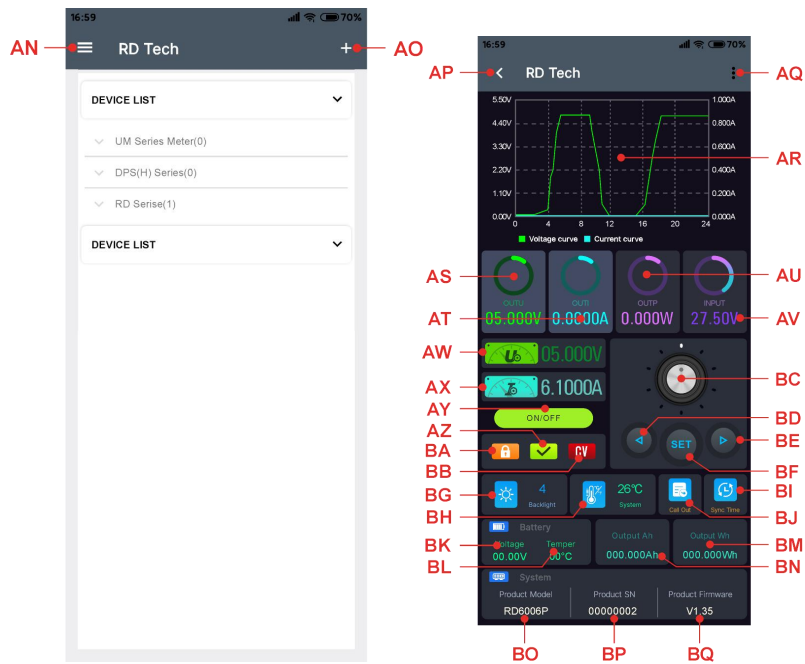 16:59 70%
AN RD Tech + AO
DEVICE LIST
UM Series Meter(0)
DPS(H) Series(0)
RD Serise(1)
DEVICE LIST
16:59 70%
AP RD Tech AQ
5.50V 1.000A
4.40V 0.800A
3.30V 0.600A
AR
2.20V 0.400A
1.10V 0.200A
0.00V 0.000A
0 4 8 12 16 20 24
Voltage curve Current curve
AS AU
OUTU OUTI OUTP INPUT
AT 05.000V 0.0000A 0.000W 27.50V AV
AW U 05.000V
AX I 6.1000A BC
AY
ON/OFF BD
AZ BE
BA CV SET
BB BF
BG 4 26℃ BI
Backlight System Call Out Sync Time
BH BJ
Battery
BK Voltage Temper Output Ah Output Wh BM
BL 00.00V 00°C 000.000Ah 000.000Wh BN
System
Product Model Product SN Product Firmware
RD6006P 00000002 V1.35
BO BP BQ